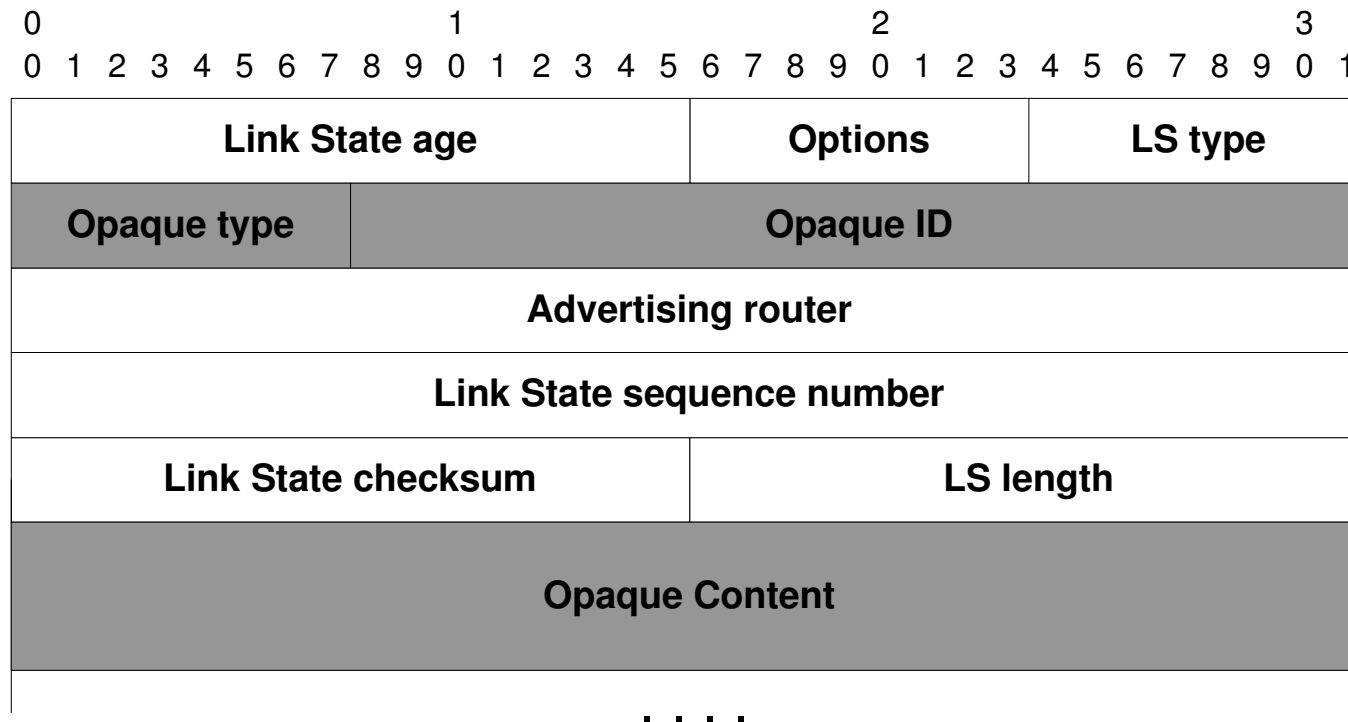 0 1 2 3
0 1 2 3 4 5 6 7 8 9 0 1 2 3 4 5 6 7 8 9 0 1 2 3 4 5 6 7 8 9 0 1
Link State age Options LS type
Opaque type Opaque ID
Advertising router
Link State sequence number
Link State checksum LS length
Opaque Content
....